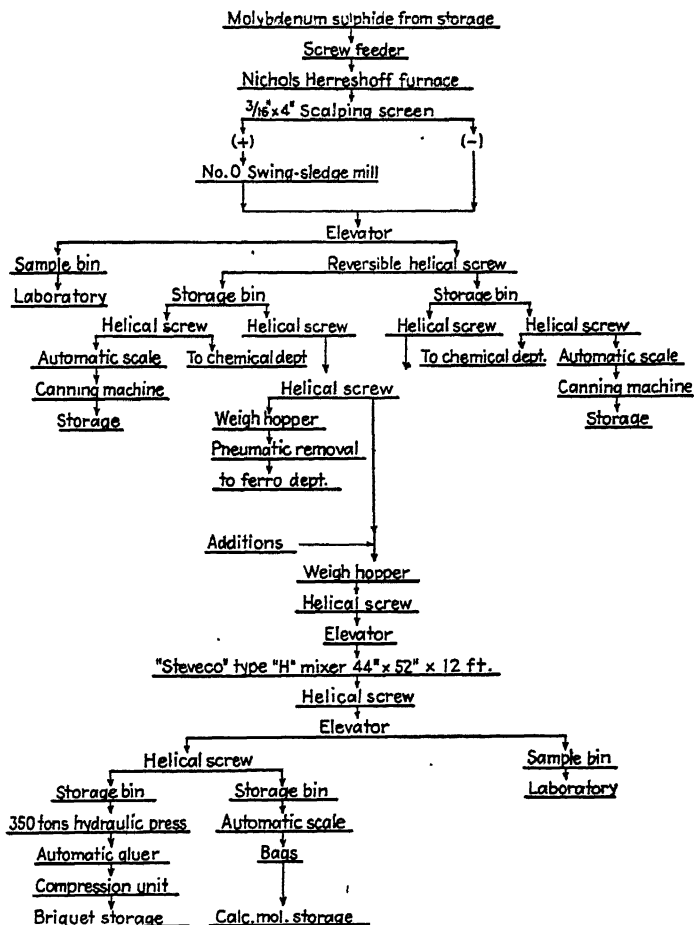 Molybdenum sulphide from storage
Screw feeder
Nichols Herreshoff furnace
3/16" x 4" Scalping screen
(+) (-)
No. 0 Swing-sledge mill
Elevator
Sample bin Reversible helical screw
Laboratory Storage bin Storage bin
Helical screw Helical screw Helical screw Helical screw
Automatic scale To chemical dept To chemical dept. Automatic scale
Canning machine Helical screw Canning machine
Storage Weigh hopper Storage
Pneumatic removal
to ferro dept.
Additions
Weigh hopper
Helical screw
Elevator
"Steveco" type "H" mixer 44" x 52" x 12 ft.
Helical screw
Elevator
Helical screw Sample bin
Storage bin Storage bin Laboratory
350 tons hydraulic press Automatic scale
Automatic gluer Bags
Compression unit
Briquet storage Calc. mol. storage